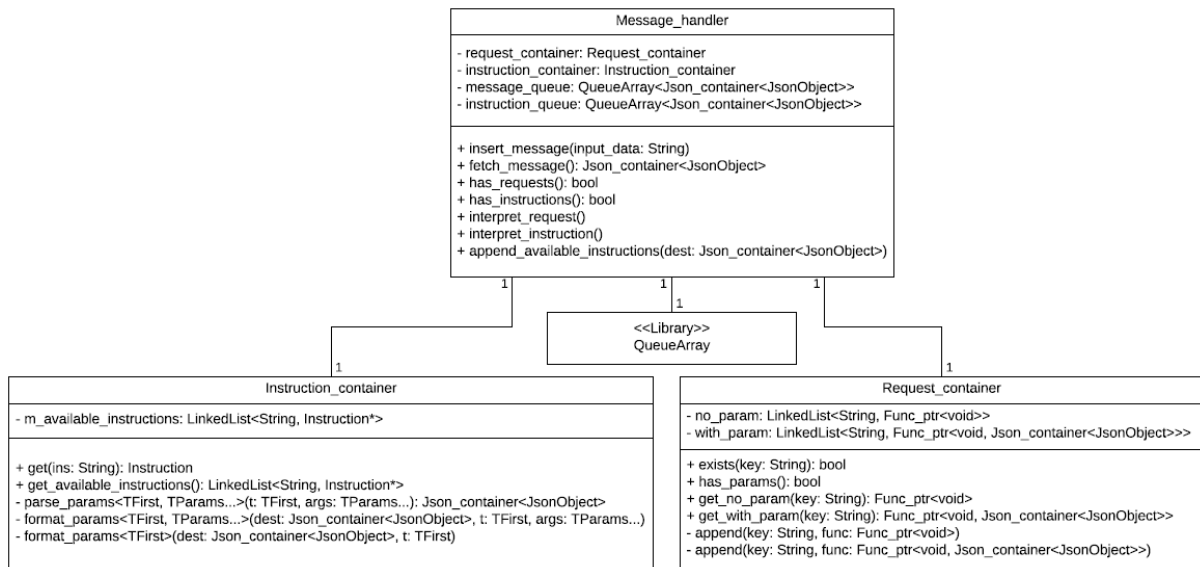 Message_handler
- request_container: Request_container
- instruction_container: Instruction_container
- message_queue: QueueArray<Json_container<JsonObject>>
- instruction_queue: QueueArray<Json_container<JsonObject>>
+ insert_message(input_data: String)
+ fetch_message(): Json_container<JsonObject>
+ has_requests(): bool
+ has_instructions(): bool
+ interpret_request()
+ interpret_instruction()
+ append_available_instructions(dest: Json_container<JsonObject>)
1
1
1
1
<<Library>>
QueueArray
1
1
Instruction_container
- m_available_instructions: LinkedList<String, Instruction*>
+ get(ins: String): Instruction
+ get_available_instructions(): LinkedList<String, Instruction*>
- parse_params<TFirst, TParams...>(t: TFirst, args: TParams...): Json_container<JsonObject>
- format_params<TFirst, TParams...>(dest: Json_container<JsonObject>, t: TFirst, args: TParams...)
- format_params<TFirst>(dest: Json_container<JsonObject>, t: TFirst)
Request_container
- no_param: LinkedList<String, Func_ptr<void>>
- with_param: LinkedList<String, Func_ptr<void, Json_container<JsonObject>>>
+ exists(key: String): bool
+ has_params(): bool
+ get_no_param(key: String): Func_ptr<void>
+ get_with_param(key: String): Func_ptr<void, Json_container<JsonObject>>
- append(key: String, func: Func_ptr<void>)
- append(key: String, func: Func_ptr<void, Json_container<JsonObject>>)